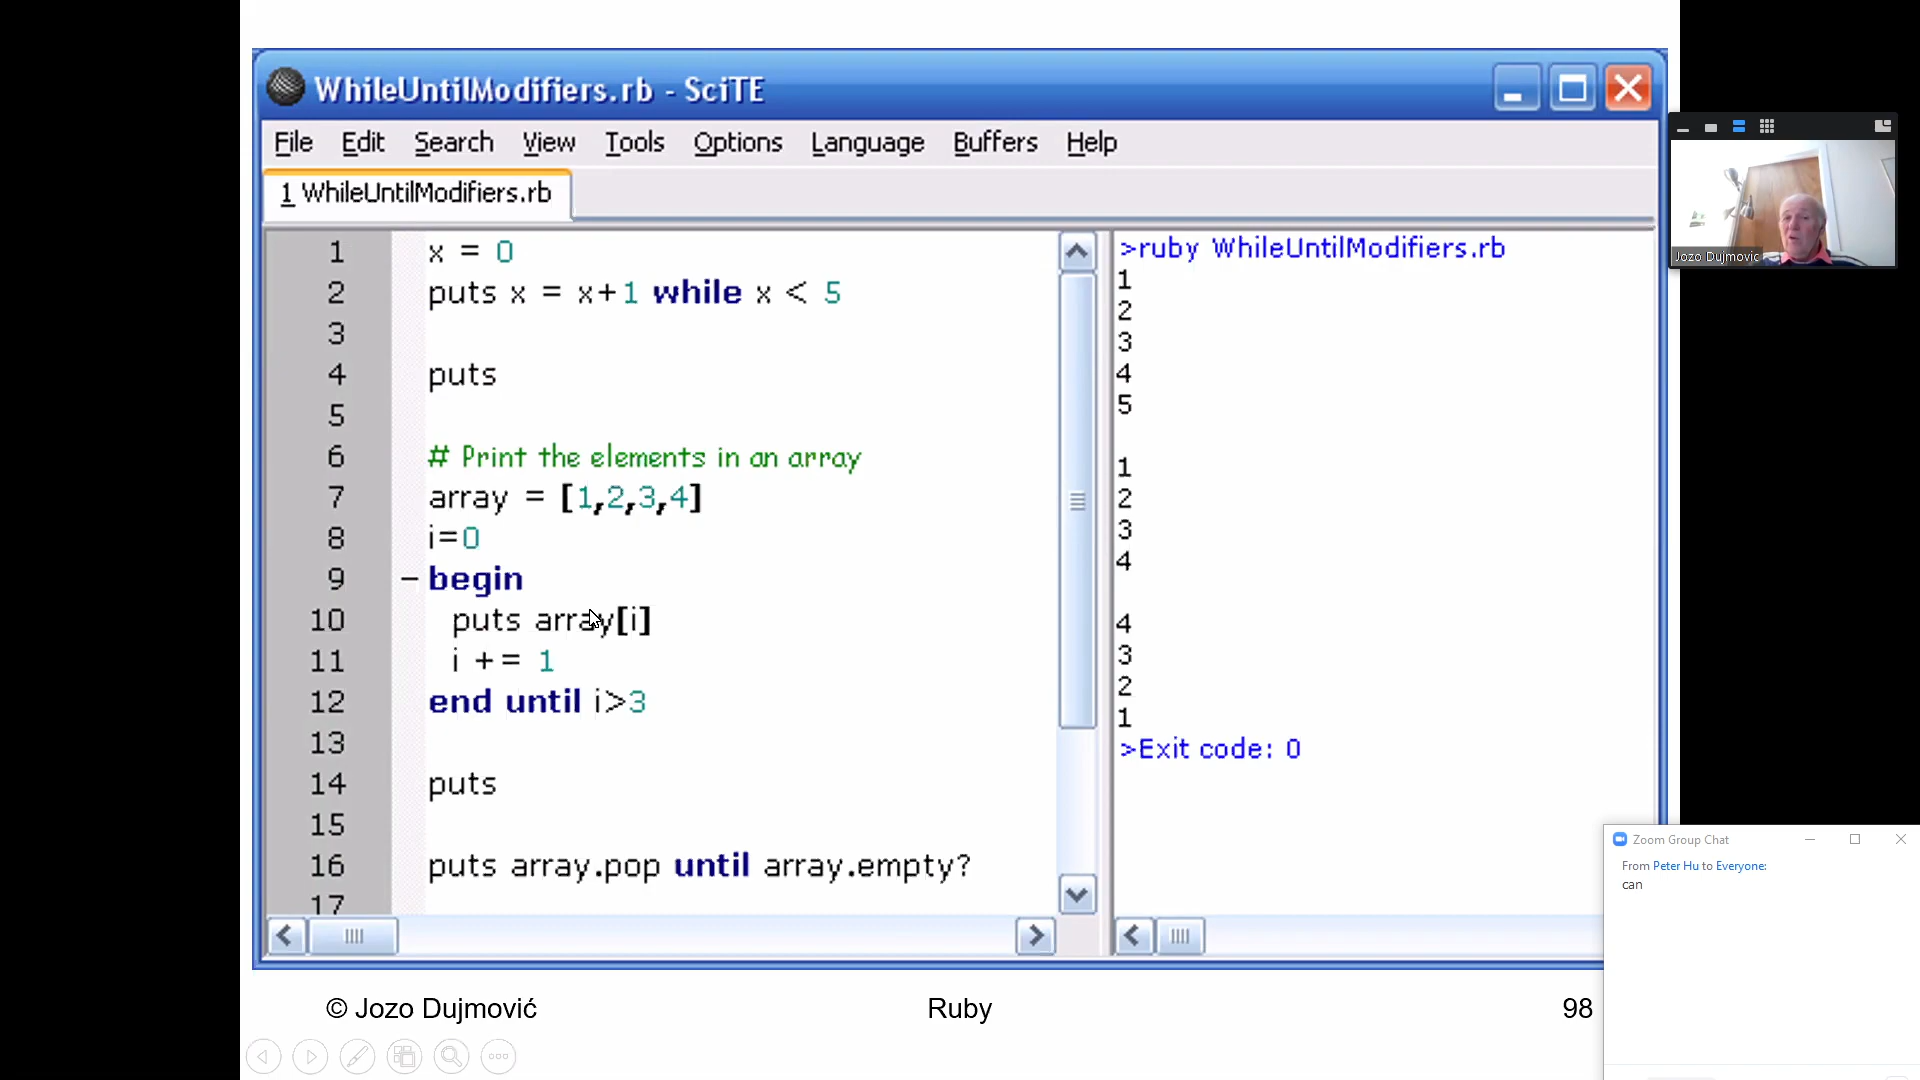 WhileUntilModifiers.rb - SciTE
File Edit Search View Tools Options Language Buffers Help
1 WhileUntilModifiers.rb
1 x = 0
2 puts x = x+1 while x < 5
3
4 puts
5
6 # Print the elements in an array
7 array = [1,2,3,4]
8 i=0
9 begin
10 puts array[i]
11 i += 1
12 end until i>3
13
14 puts
15
16 puts array.pop until array.empty?
17
>ruby WhileUntilModifiers.rb
1
2
3
4
5
1
2
3
4
4
3
2
1
>Exit code: 0
© Jozo Dujmović
Ruby
98
Jozo Dujmovic
Zoom Group Chat
From Peter Hu to Everyone:
can